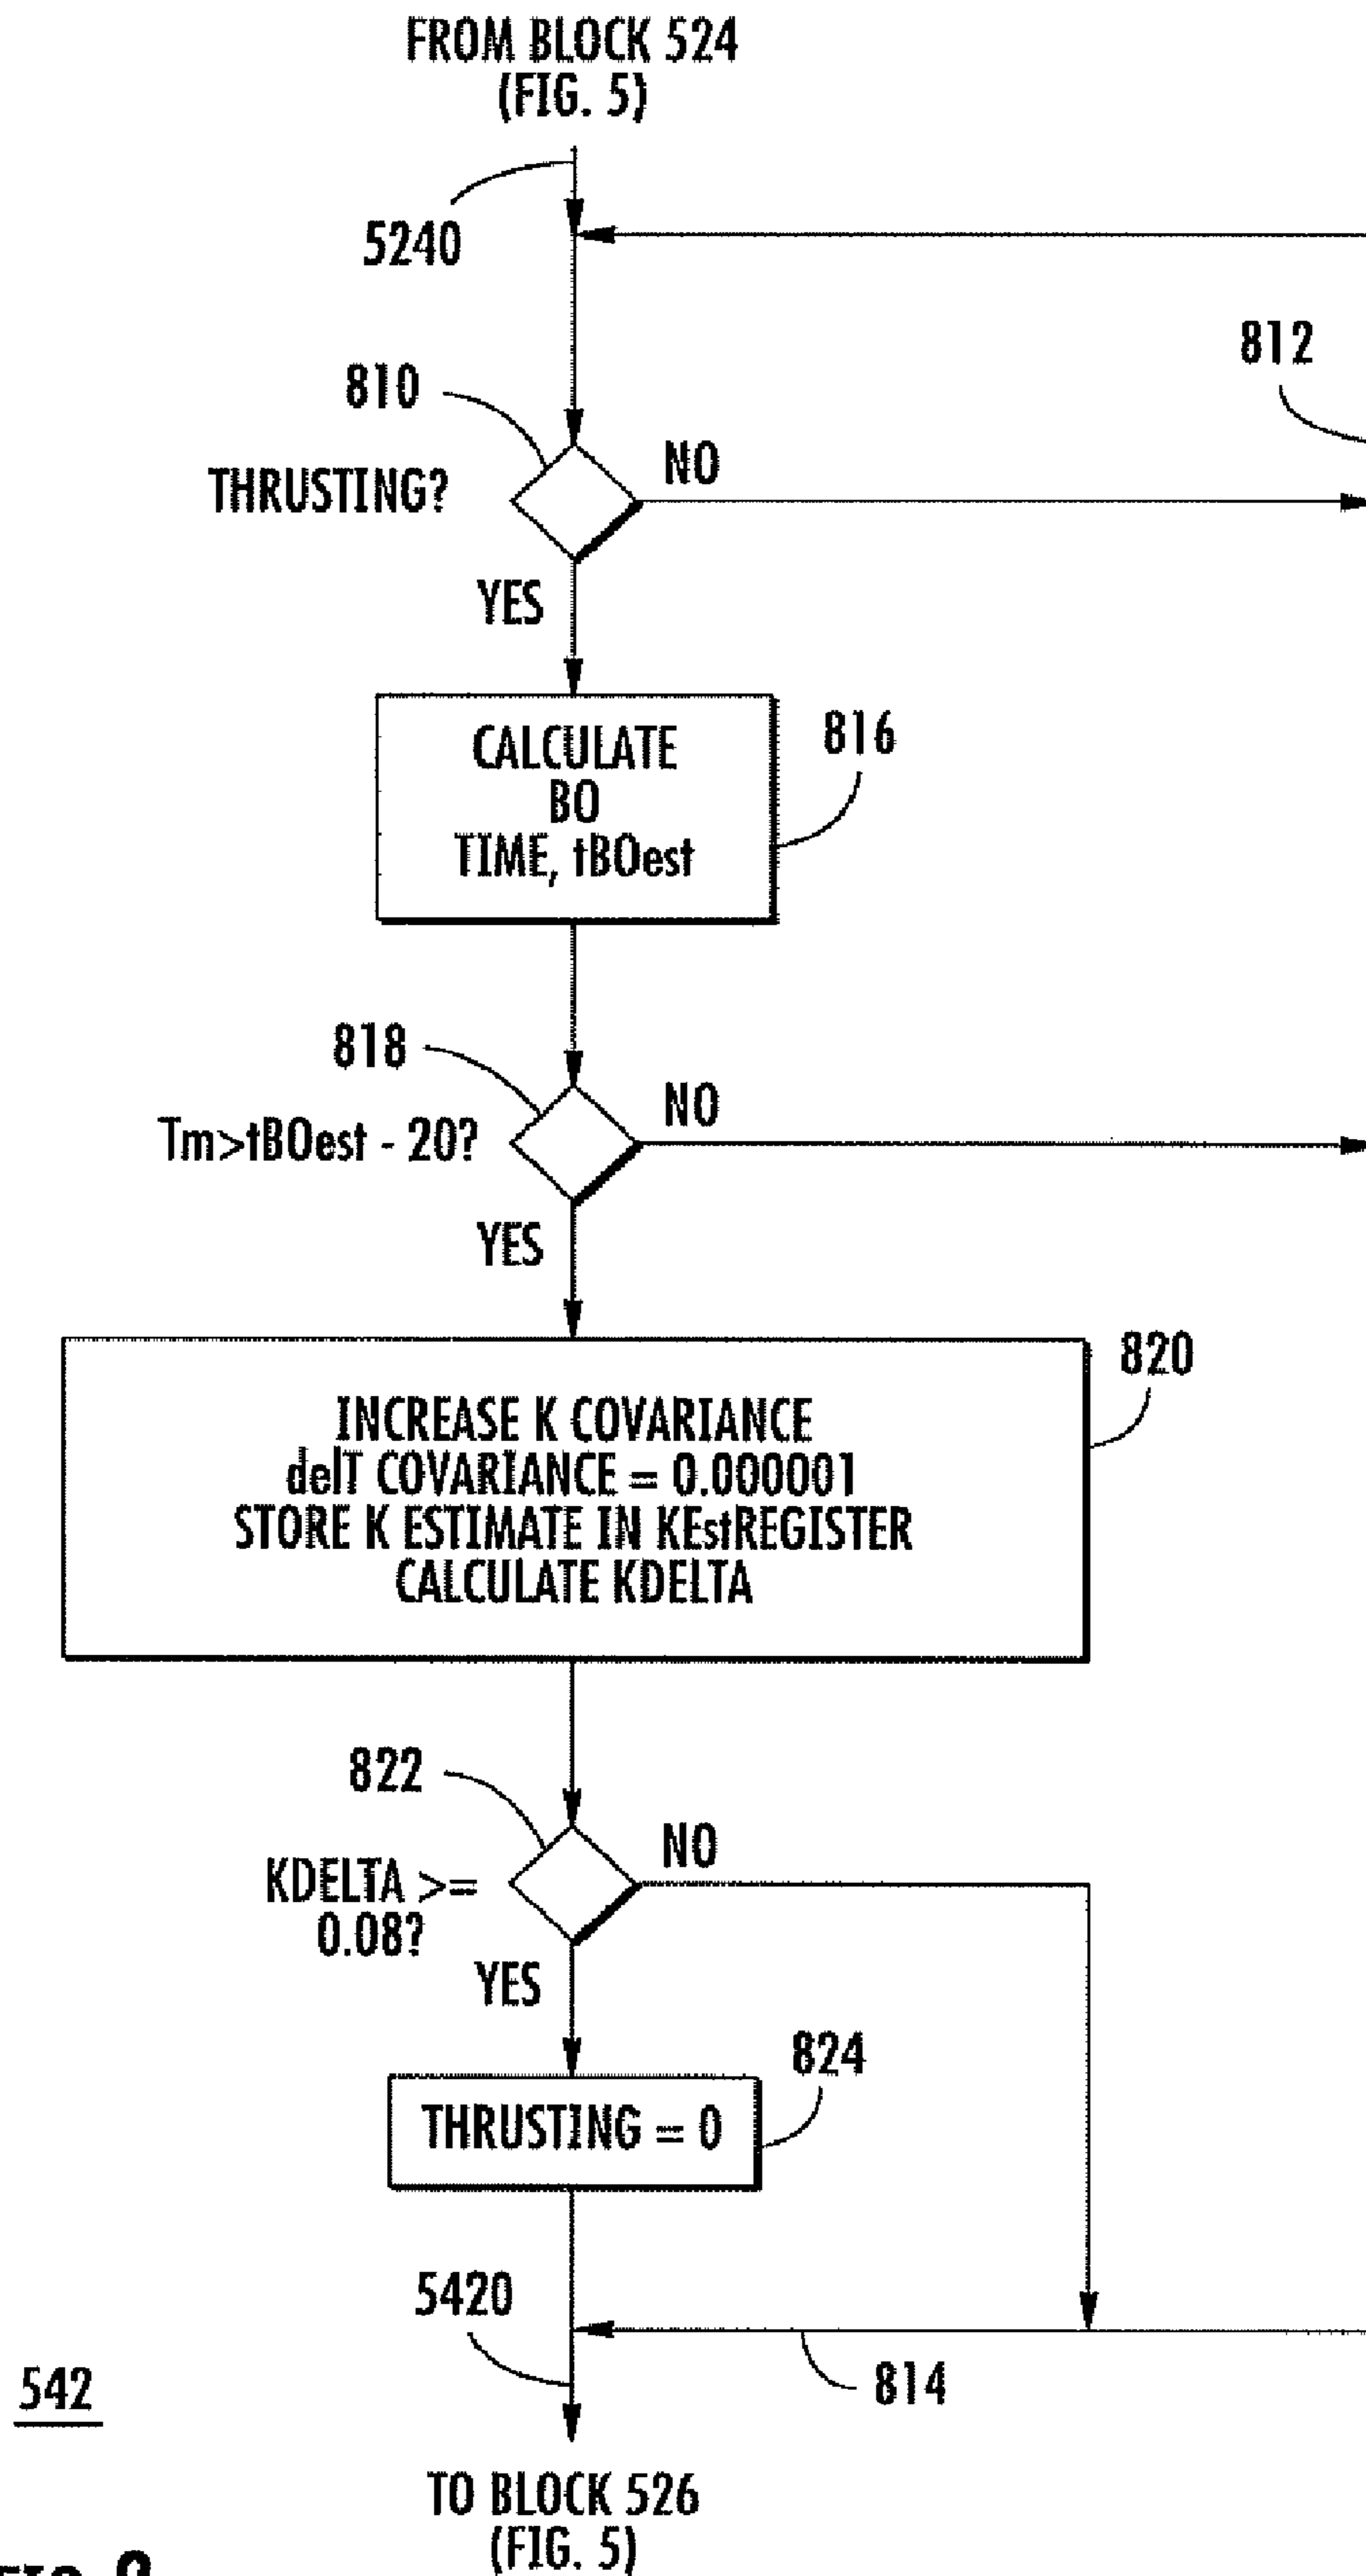 FROM BLOCK 524
(FIG. 5)
5240
812
810
THRUSTING?
NO
YES
CALCULATE
BO
TIME, tBOest
816
818
Tm>tBOest - 20?
NO
YES
820
INCREASE K COVARIANCE
delT COVARIANCE = 0.000001
STORE K ESTIMATE IN KEstREGISTER
CALCULATE KDELTA
822
KDELTA >=
0.08?
NO
YES
824
THRUSTING = 0
5420
814
542
TO BLOCK 526
(FIG. 5)